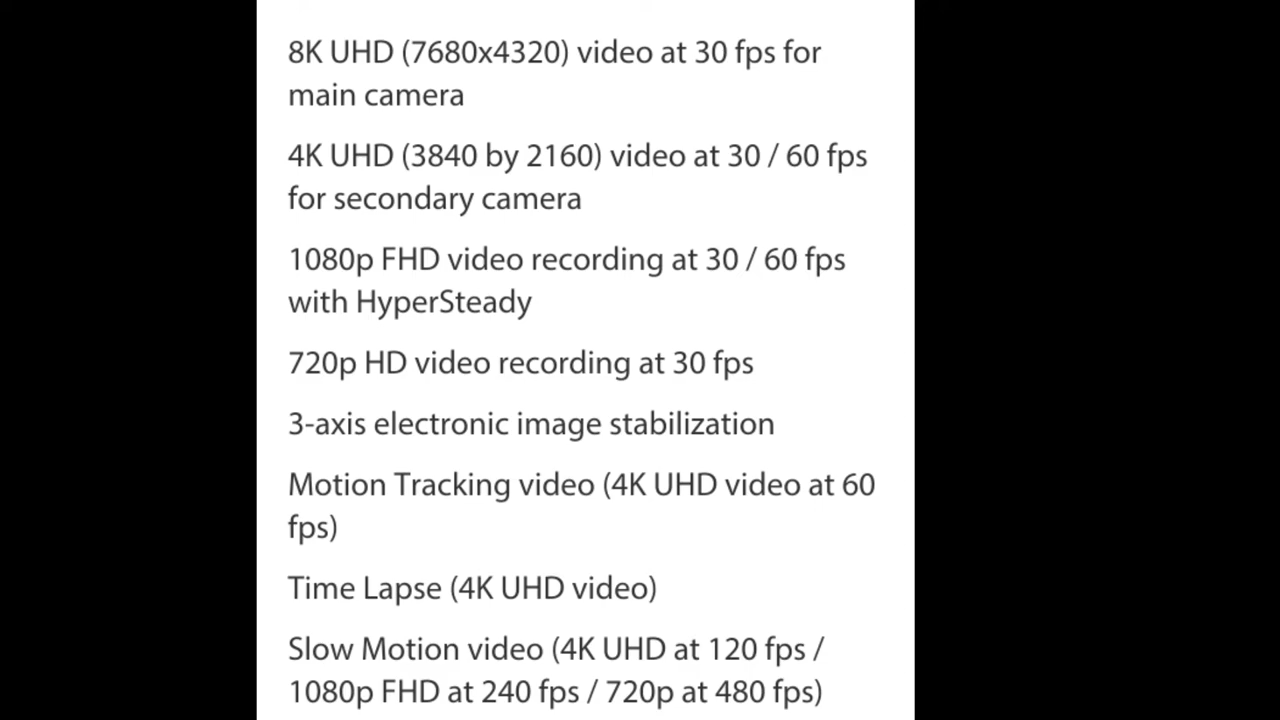 8K UHD (7680x4320) video at 30 fps for
main camera
4K UHD (3840 by 2160) video at 30 / 60 fps
for secondary camera
1080p FHD video recording at 30 / 60 fps
with HyperSteady
720p HD video recording at 30 fps
3-axis electronic image stabilization
Motion Tracking video (4K UHD video at 60
fps)
Time Lapse (4K UHD video)
Slow Motion video (4K UHD at 120 fps /
1080p FHD at 240 fps / 720p at 480 fps)